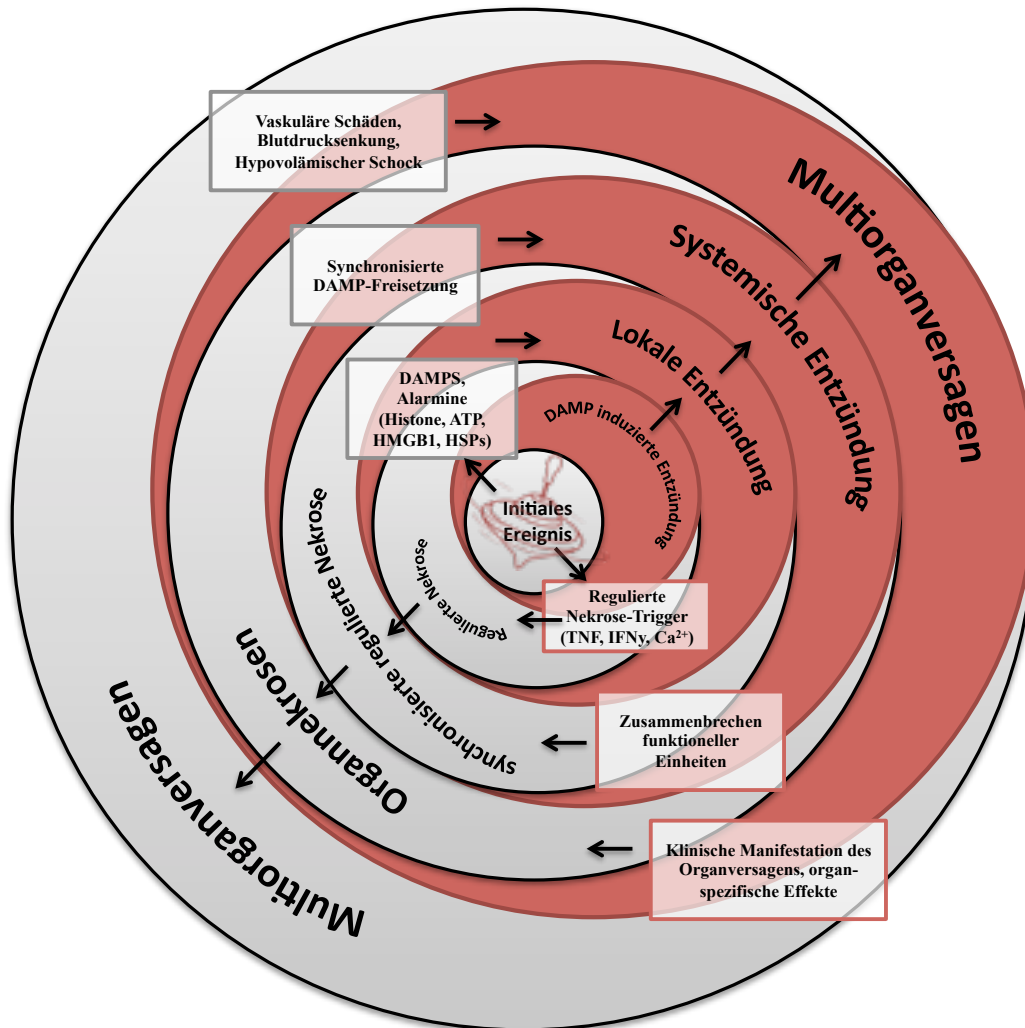 Vaskuläre Schäden,
Blutdrucksenkung,
Hypovolämischer Schock
Multiorganversagen
Synchronisierte
DAMP-Freisetzung
Systemische Entzündung
Lokale Entzündung
DAMPS,
Alarmine
(Histone, ATP,
HMGB1, HSPs)
DAMP induzierte Entzündung
Initiales
Ereignis
Regulierte
Nekrose-Trigger
(TNF, IFNy, Ca²⁺)
Regulierte Nekrose
synchronisierte regulierte Nekrose
Zusammenbrechen
funktioneller
Einheiten
Organnekrosen
Klinische Manifestation des
Organversagens, organ-
spezifische Effekte
Multiorganversagen